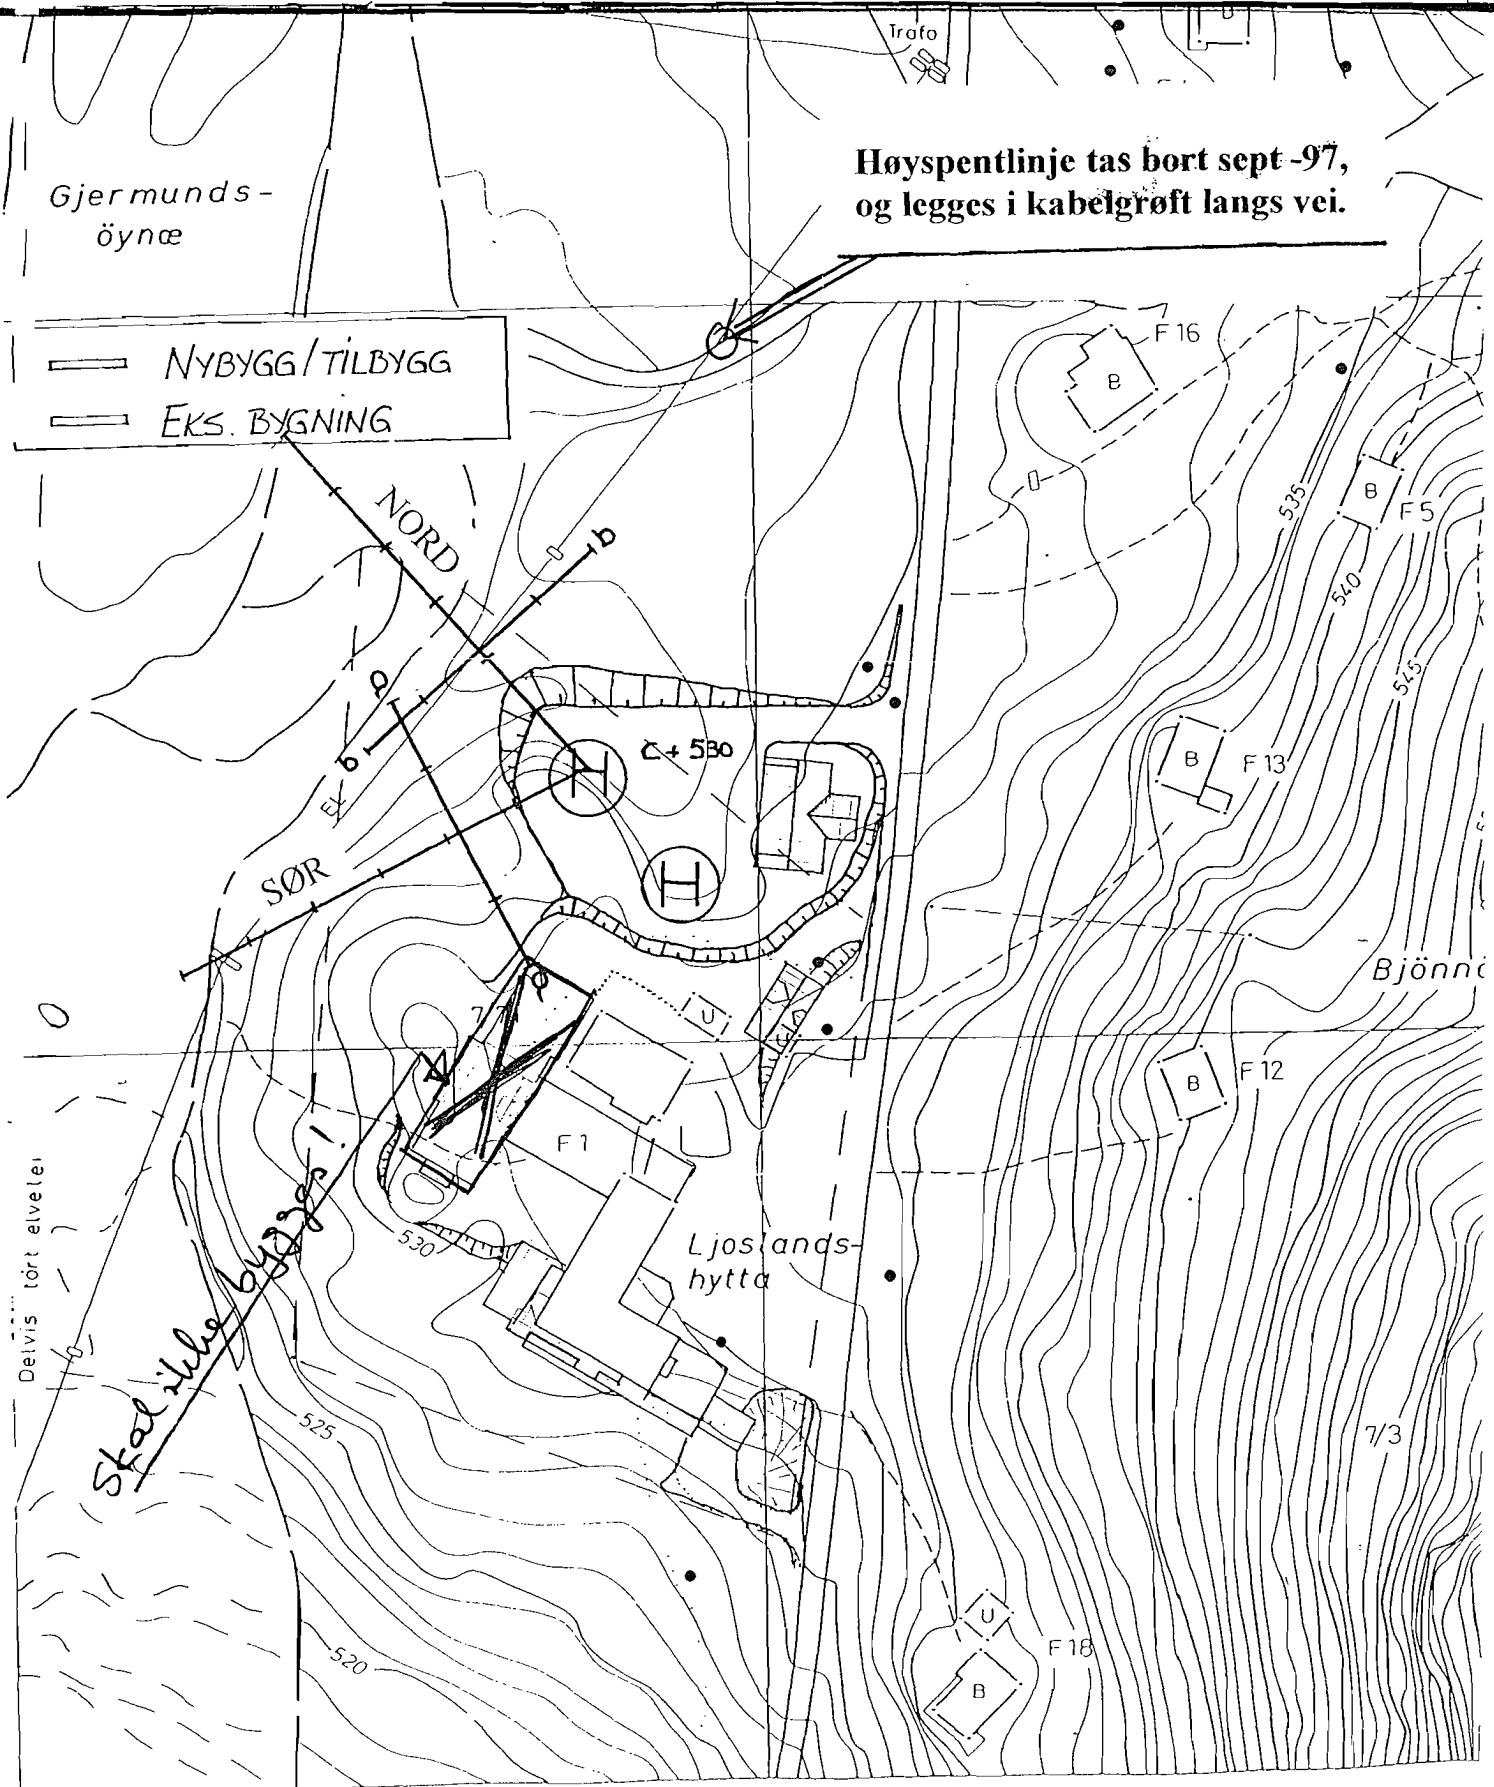 Trafo
B
Høyspentlinje tas bort sept -97,
og legges i kabelgrøft langs vei.
Gjermunds-
öynæ
NYBYGG/TILBYGG
EKS. BYGNING
F 16
B
NORD
b
535
B
F 5
540
545
a
b
C+ 530
H
B
F 13
SØR
H
Bjönn
a
U
B
F 12
F 1
Skal ikke bygges!
530
Ljoslands-
hytta
Delvis tört elvelei
525
7/3
520
U
F 18
B